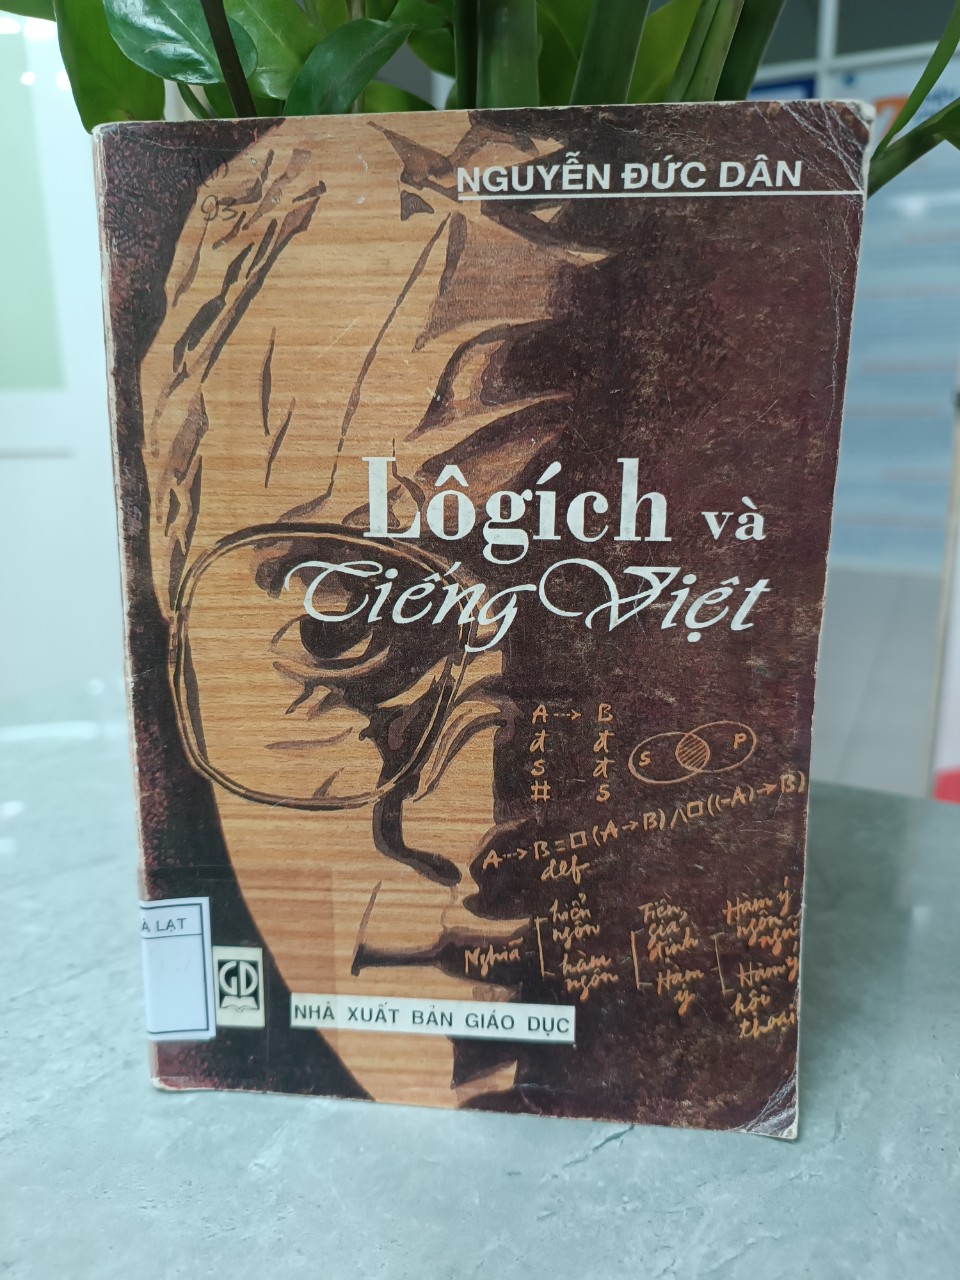 NGUYỄN ĐỨC DÂN
Lôgích và
Tiếng Việt
A ⇢ B
đ đ
S đ
# S
S P
A ⇢ B = □ (A → B) ∧ □ ((-A) → B)
def
Nghĩa
hiển
ngôn
hàm
ngôn
Tiền
giả
định
Hàm
ý
Hàm ý
ngôn
ngữ
Hàm ý
hội
thoại
À LẠT
GD
NHÀ XUẤT BẢN GIÁO DỤC